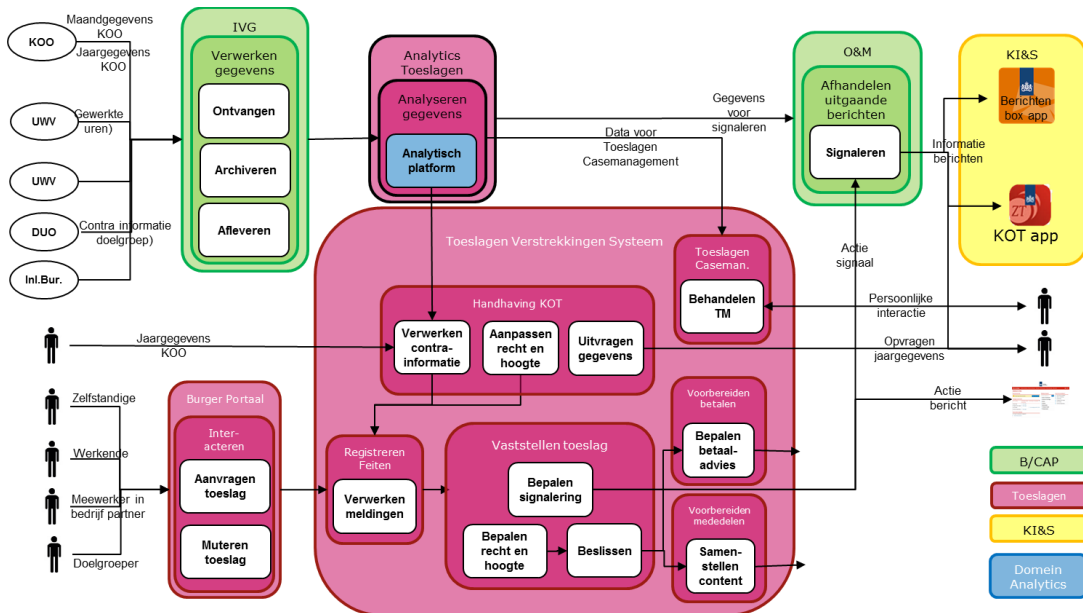 KOO
Maandgegevens
KOO
Jaargegevens
KOO
UWV
Gewerkte
uren)
UWV
DUO
Contra informatie
doelgroep)
Inl.Bur.
IVG
Verwerken
gegevens
Ontvangen
Archiveren
Afleveren
Analytics
Toeslagen
Analyseren
gegevens
Analytisch
platform
Gegevens
voor
signaleren
Data voor
Toeslagen
Casemanagement
O&M
Afhandelen
uitgaande
berichten
Signaleren
Informatie
berichten
KI&S
Berichten
box app
ZT
KOT app
Toeslagen Verstrekkingen Systeem
Toeslagen
Caseman.
Behandelen
TM
Actie
signaal
Persoonlijke
interactie
Handhaving KOT
Verwerken
contra-
informatie
Aanpassen
recht en
hoogte
Uitvragen
gegevens
Jaargegevens
KOO
Opvragen
jaargegevens
Actie
bericht
Zelfstandige
Werkende
Meewerker in
bedrijf partner
Doelgroeper
Burger Portaal
Inter-
acteren
Aanvragen
toeslag
Muteren
toeslag
Registreren
Feiten
Verwerken
meldingen
Vaststellen toeslag
Bepalen
signalering
Bepalen
recht en
hoogte
Beslissen
Voorbereiden
betalen
Bepalen
betaal-
advies
Voorbereiden
mededelen
Samen-
stellen
content
B/CAP
Toeslagen
KI&S
Domein
Analytics